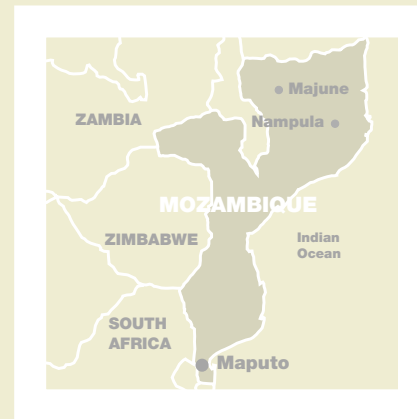 Majune
ZAMBIA
Nampula
MOZAMBIQUE
ZIMBABWE
Indian
Ocean
SOUTH
AFRICA
Maputo